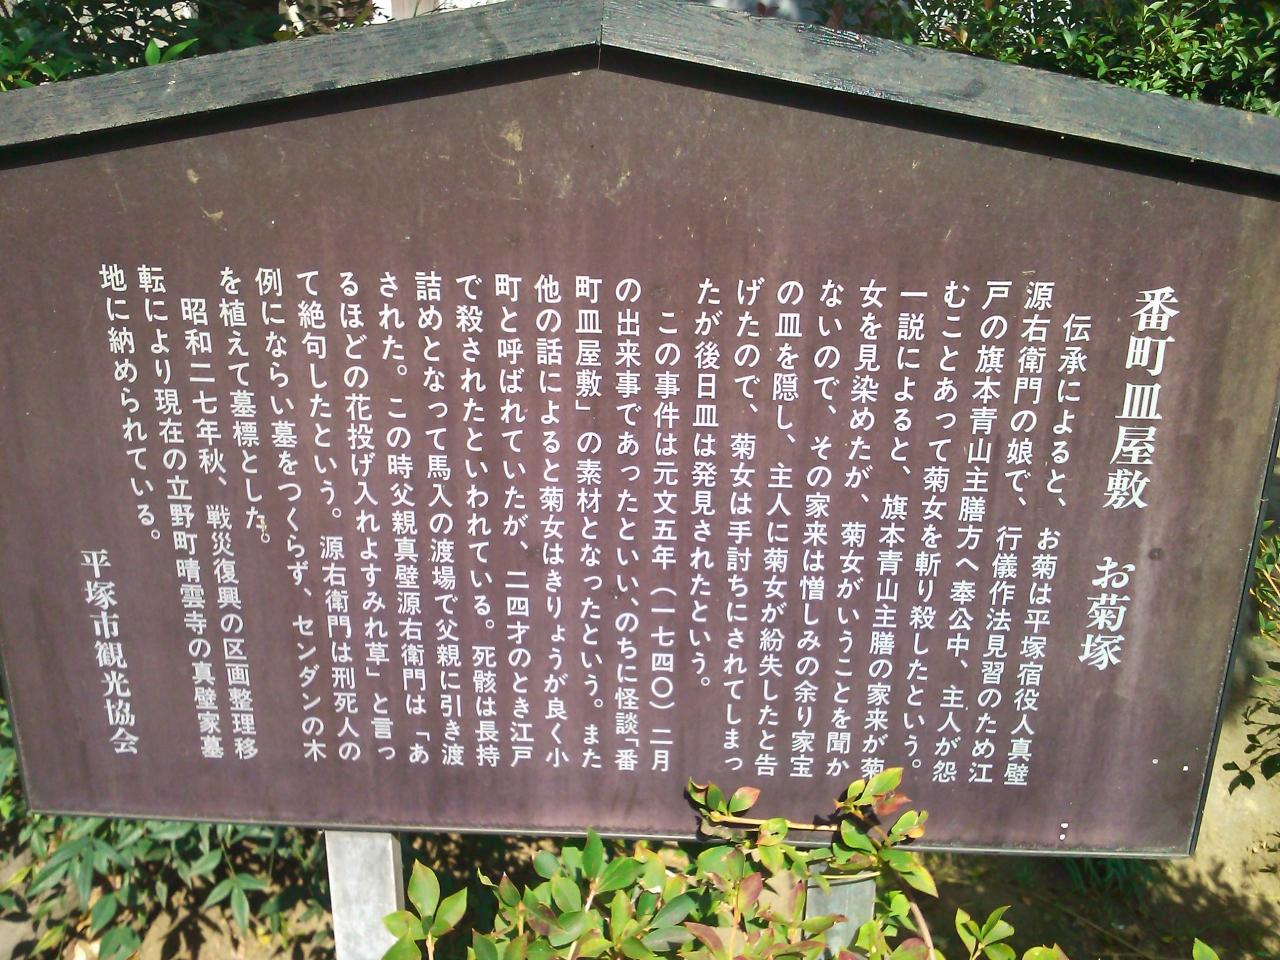 番町皿屋敷　お菊塚
伝承によると、お菊は平塚宿役人真壁
源右衛門の娘で、行儀作法見習のため江
戸の旗本青山主膳方へ奉公中、主人が怨
むことあって菊女を斬り殺したという。
一説によると、旗本青山主膳の家来が菊
女を見染めたが、菊女がいうことを聞か
ないので、その家来は憎しみの余り家宝
の皿を隠し、主人に菊女が紛失したと告
げたので、菊女は手討ちにされてしまっ
たが後日皿は発見されたという。
この事件は元文五年（一七四〇）二月
の出来事であったといい、のちに怪談「番
町皿屋敷」の素材となったという。また
他の話によると菊女はきりょうが良く小
町と呼ばれていたが、二四才のとき江戸
で殺されたといわれている。死骸は長持
詰めとなって馬入の渡場で父親に引き渡
された。この時父親真壁源右衛門は「あ
るほどの花投げ入れよすみれ草」と言っ
て絶句したという。源右衛門は刑死人の
例にならい墓をつくらず、センダンの木
を植えて墓標とした。
昭和二七年秋、戦災復興の区画整理移
転により現在の立野町晴雲寺の真壁家墓
地に納められている。
平塚市観光協会